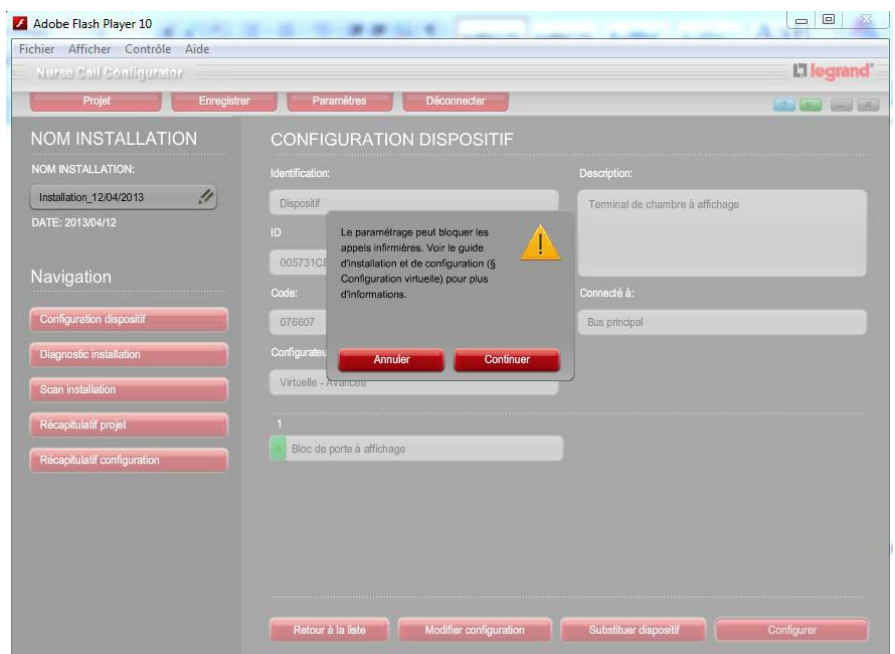 Adobe Flash Player 10
Fichier Afficher Contrôle Aide
Nurse Call Configurator
legrand
Projet Enregistrer Paramètres Déconnecter
NOM INSTALLATION
NOM INSTALLATION:
Installation_12/04/2013
DATE: 2013/04/12
Navigation
Configuration dispositif
Diagnostic installation
Scan installation
Récapitulatif projet
Récapitulatif configuration
CONFIGURATION DISPOSITIF
Identification:
Dispositif
ID
Code:
076607
Virtuelle - Avancée
Description:
Terminal de chambre à affichage
Connecté à:
Bus principal
Le paramétrage peut bloquer les
appels infirmières. Voir le guide
d'installation et de configuration (§
Configuration virtuelle) pour plus
d'informations.
Annuler Continuer
1
Bloc de porte à affichage
Retour à la liste Modifier configuration Substituer dispositif Configurer